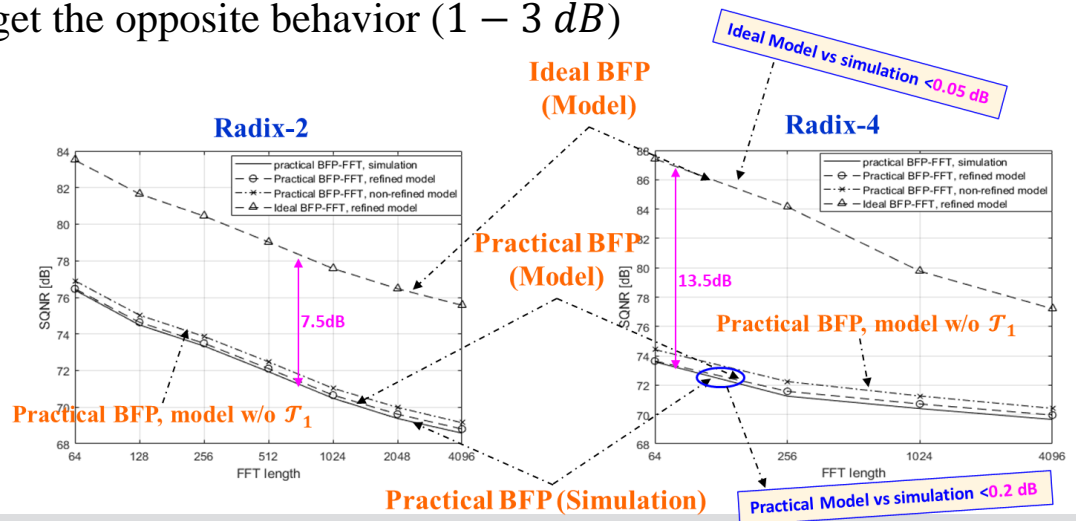 get the opposite behavior (1 − 3 dB)
Ideal Model vs simulation <0.05 dB
Ideal BFP
(Model)
Radix-2
Radix-4
84
82
80
78
76
74
72
70
68
SQNR [dB]
practical BFP-FFT, simulation
Practical BFP-FFT, refined model
Practical BFP-FFT, non-refined model
Ideal BFP-FFT, refined model
7.5dB
Practical BFP, model w/o 𝒯₁
64 128 256 512 1024 2048 4096
FFT length
Practical BFP
(Model)
88
86
84
82
80
78
76
74
72
70
68
SQNR [dB]
practical BFP-FFT, simulation
Practical BFP-FFT, refined model
Practical BFP-FFT, non-refined model
Ideal BFP-FFT, refined model
13.5dB
Practical BFP, model w/o 𝒯₁
64 256 1024 4096
FFT length
Practical BFP (Simulation)
Practical Model vs simulation <0.2 dB